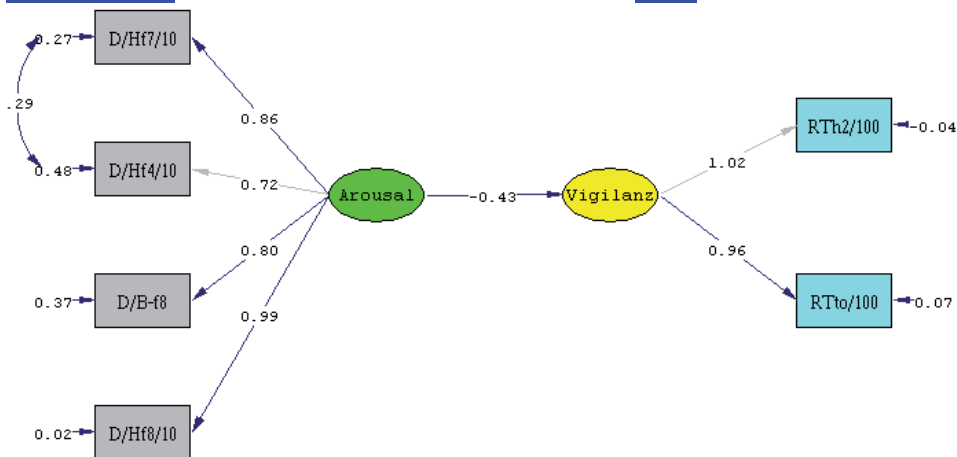 0.27
D/Hf7/10
.29
0.86
RTh2/100
-0.04
0.48
D/Hf4/10
0.72
1.02
Arousal
-0.43
Vigilanz
0.80
0.96
0.37
D/B-f8
RTto/100
0.07
0.99
0.02
D/Hf8/10